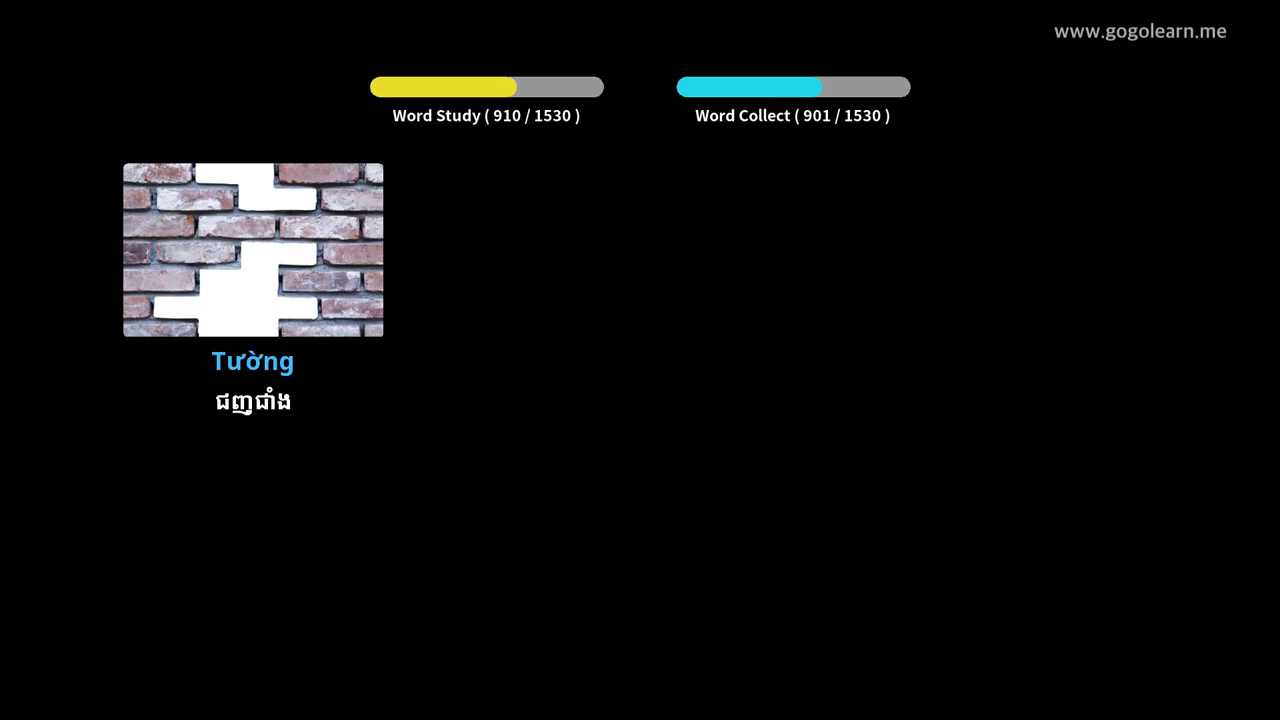 www.gogolearn.me
Word Study ( 910 / 1530 )
Word Collect ( 901 / 1530 )
Tường
ជញ្ជាំង